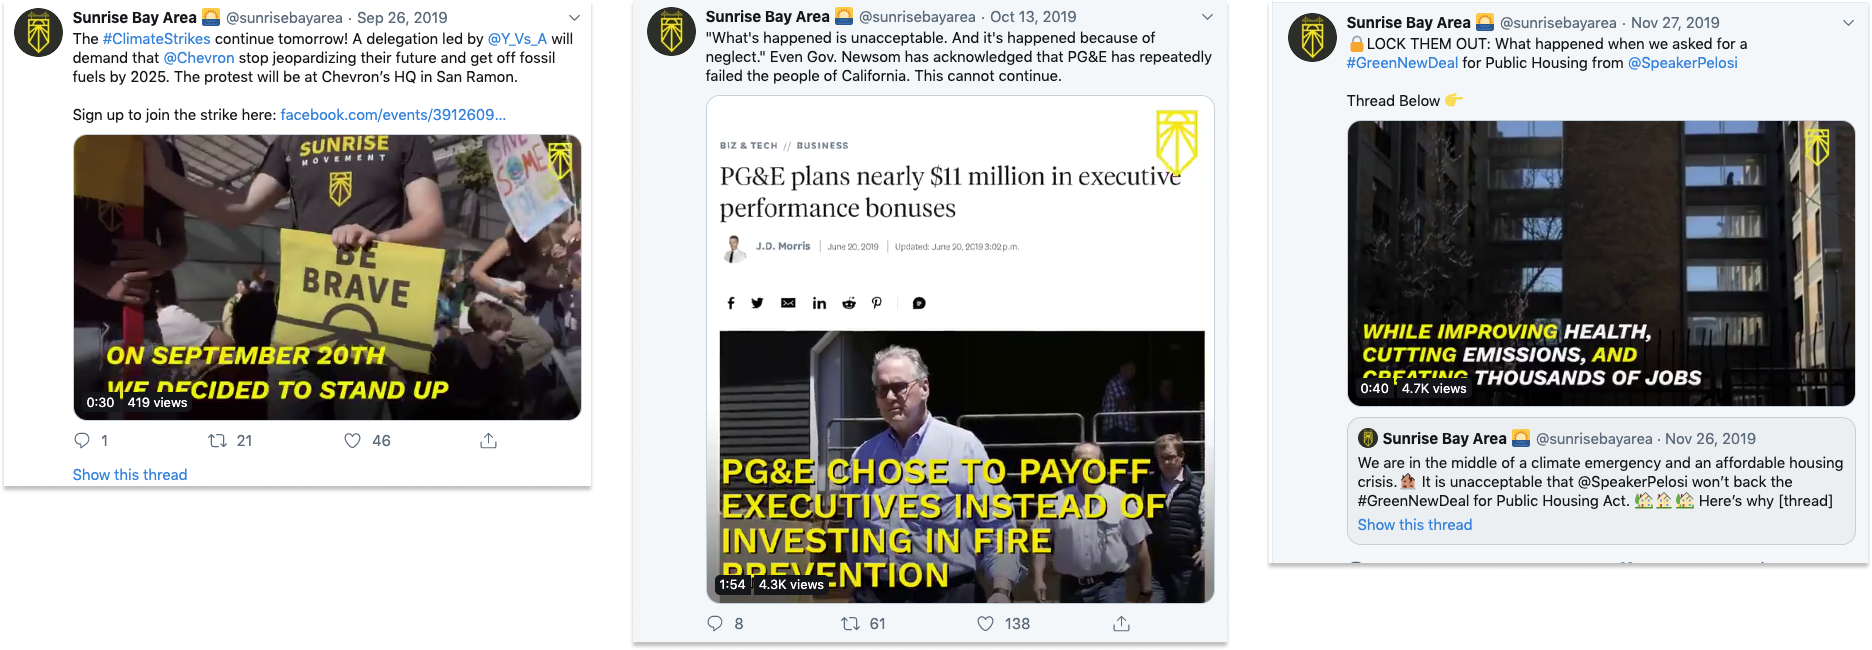 Sunrise Bay Area 🌅 @sunrisebayarea · Sep 26, 2019
The #ClimateStrikes continue tomorrow! A delegation led by @Y_Vs_A will
demand that @Chevron stop jeopardizing their future and get off fossil
fuels by 2025. The protest will be at Chevron's HQ in San Ramon.
Sign up to join the strike here: facebook.com/events/3912609...
SUNRISE
MOVEMENT
SAVE
SOME
BE
BRAVE
ON SEPTEMBER 20TH
WE DECIDED TO STAND UP
0:30 419 views
1 21 46
Show this thread
Sunrise Bay Area 🌅 @sunrisebayarea · Oct 13, 2019
"What's happened is unacceptable. And it's happened because of
neglect." Even Gov. Newsom has acknowledged that PG&E has repeatedly
failed the people of California. This cannot continue.
BIZ & TECH // BUSINESS
PG&E plans nearly $11 million in executive
performance bonuses
J.D. Morris | June 20, 2019 | Updated: June 20, 2019 3:02 p.m.
PG&E CHOSE TO PAYOFF
EXECUTIVES INSTEAD OF
INVESTING IN FIRE
PREVENTION
1:54 4.3K views
8 61 138
Sunrise Bay Area 🌅 @sunrisebayarea · Nov 27, 2019
🔒LOCK THEM OUT: What happened when we asked for a
#GreenNewDeal for Public Housing from @SpeakerPelosi
Thread Below 👉
WHILE IMPROVING HEALTH,
CUTTING EMISSIONS, AND
CREATING THOUSANDS OF JOBS
0:40 4.7K views
Sunrise Bay Area 🌅 @sunrisebayarea · Nov 26, 2019
We are in the middle of a climate emergency and an affordable housing
crisis.🏠 It is unacceptable that @SpeakerPelosi won't back the
#GreenNewDeal for Public Housing Act. 🏡🏠🏡 Here's why [thread]
Show this thread